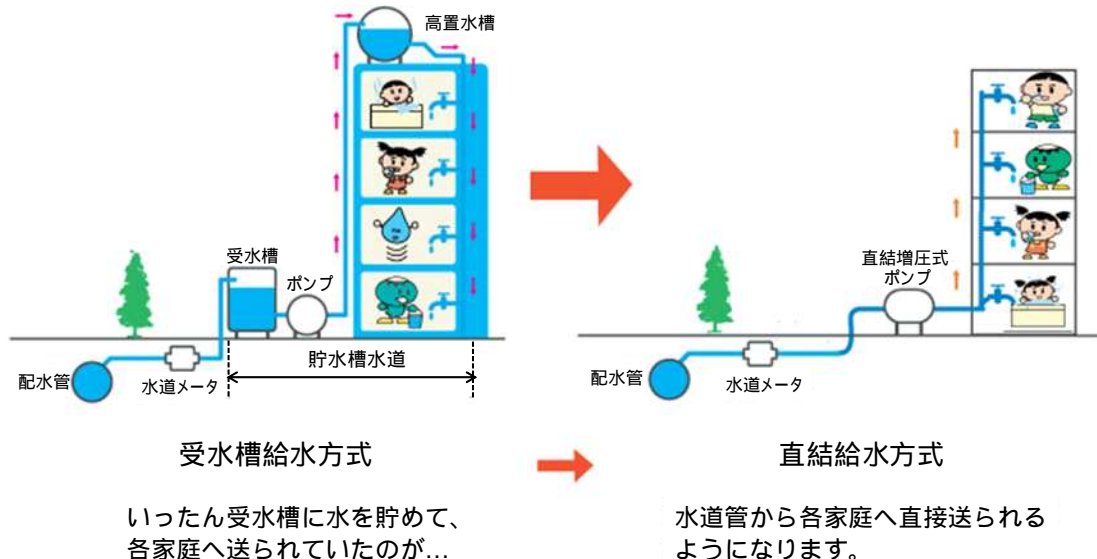 高置水槽
受水槽
ポンプ
配水管
水道メータ
貯水槽水道
直結増圧式
ポンプ
配水管
水道メータ
受水槽給水方式
直結給水方式
いったん受水槽に水を貯めて、
各家庭へ送られていたのが…
水道管から各家庭へ直接送られる
ようになります。